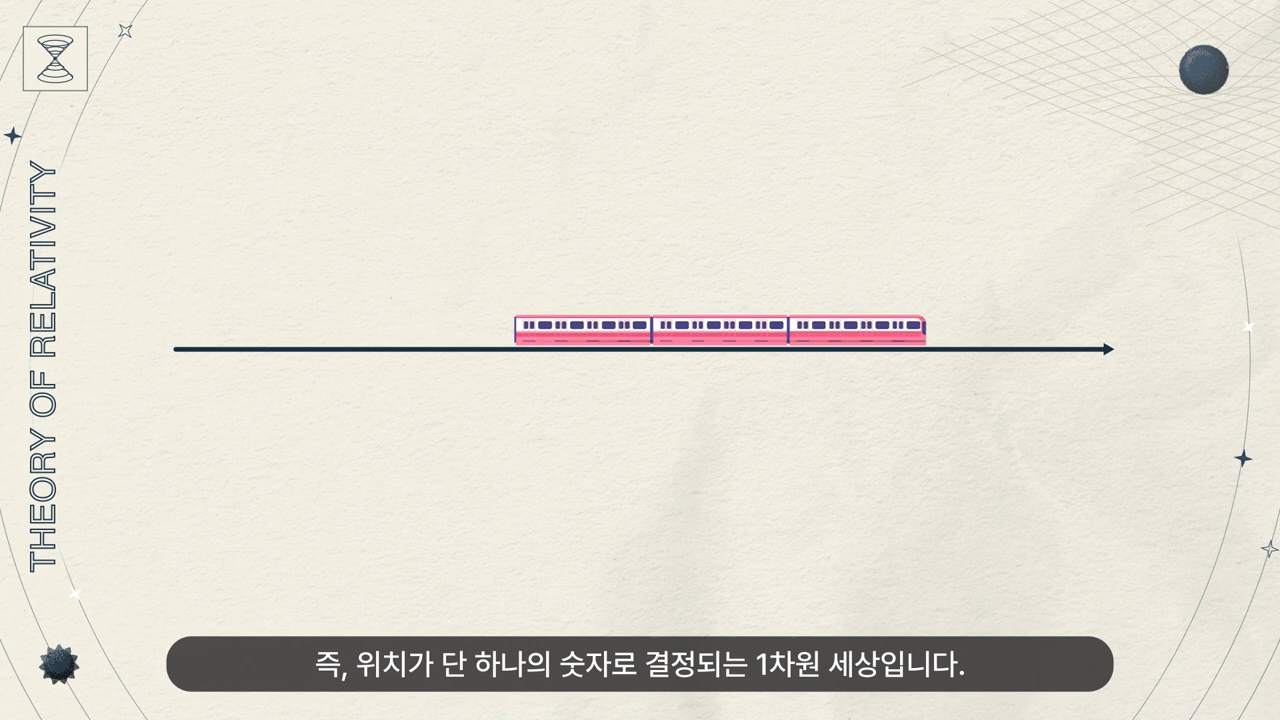 THEORY OF RELATIVITY
즉, 위치가 단 하나의 숫자로 결정되는 1차원 세상입니다.